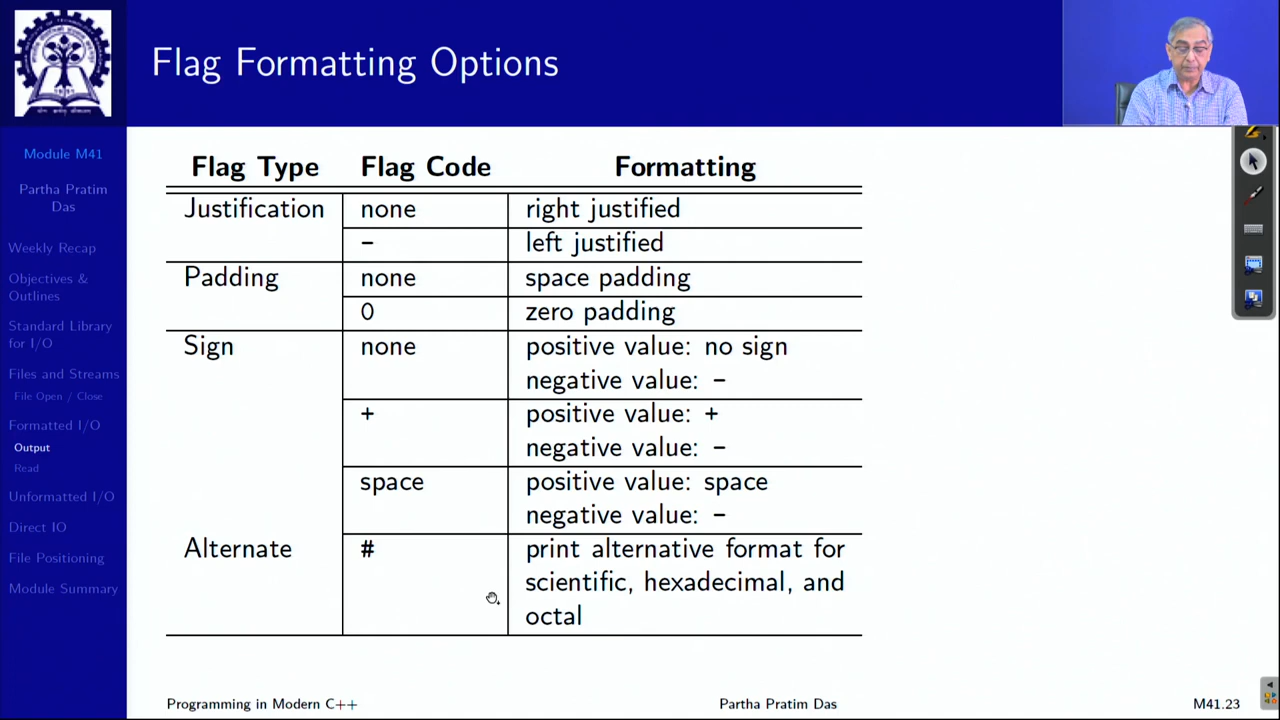 Flag Formatting Options
Module M41
Partha Pratim
Das
Weekly Recap
Objectives &
Outlines
Standard Library
for I/O
Files and Streams
File Open / Close
Formatted I/O
Output
Read
Unformatted I/O
Direct IO
File Positioning
Module Summary
Flag Type Flag Code Formatting
Justification none right justified
– left justified
Padding none space padding
0 zero padding
Sign none positive value: no sign
negative value: –
+ positive value: +
negative value: –
space positive value: space
negative value: –
Alternate # print alternative format for
scientific, hexadecimal, and
octal
Programming in Modern C++ Partha Pratim Das M41.23